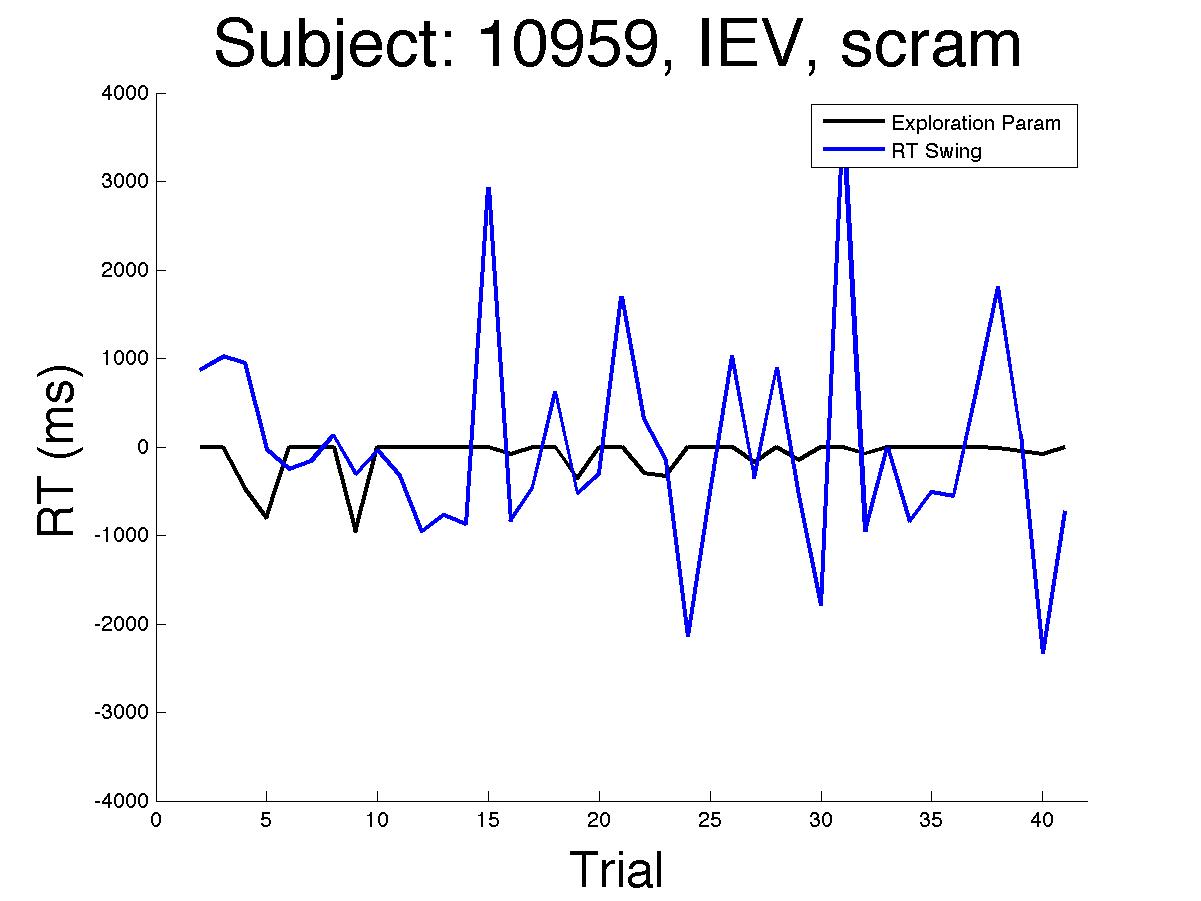 Subject: 10959, IEV, scram
4000
3000
2000
1000
0
-1000
-2000
-3000
-4000
RT (ms)
Exploration Param
RT Swing
0 5 10 15 20 25 30 35 40
Trial